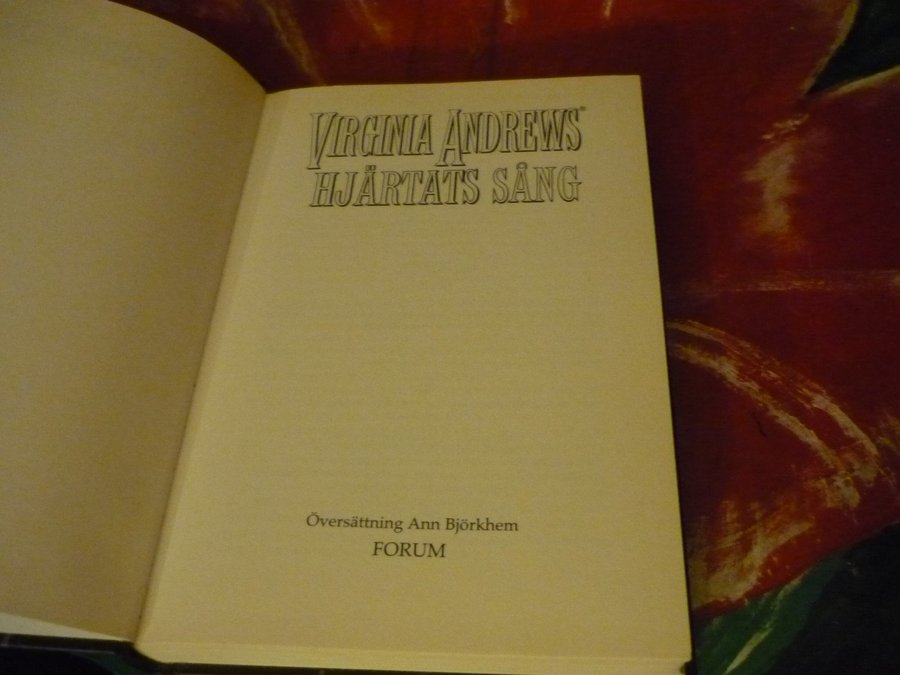 VIRGINIA ANDREWS®
HJÄRTATS SÅNG
Översättning Ann Björkhem
FORUM